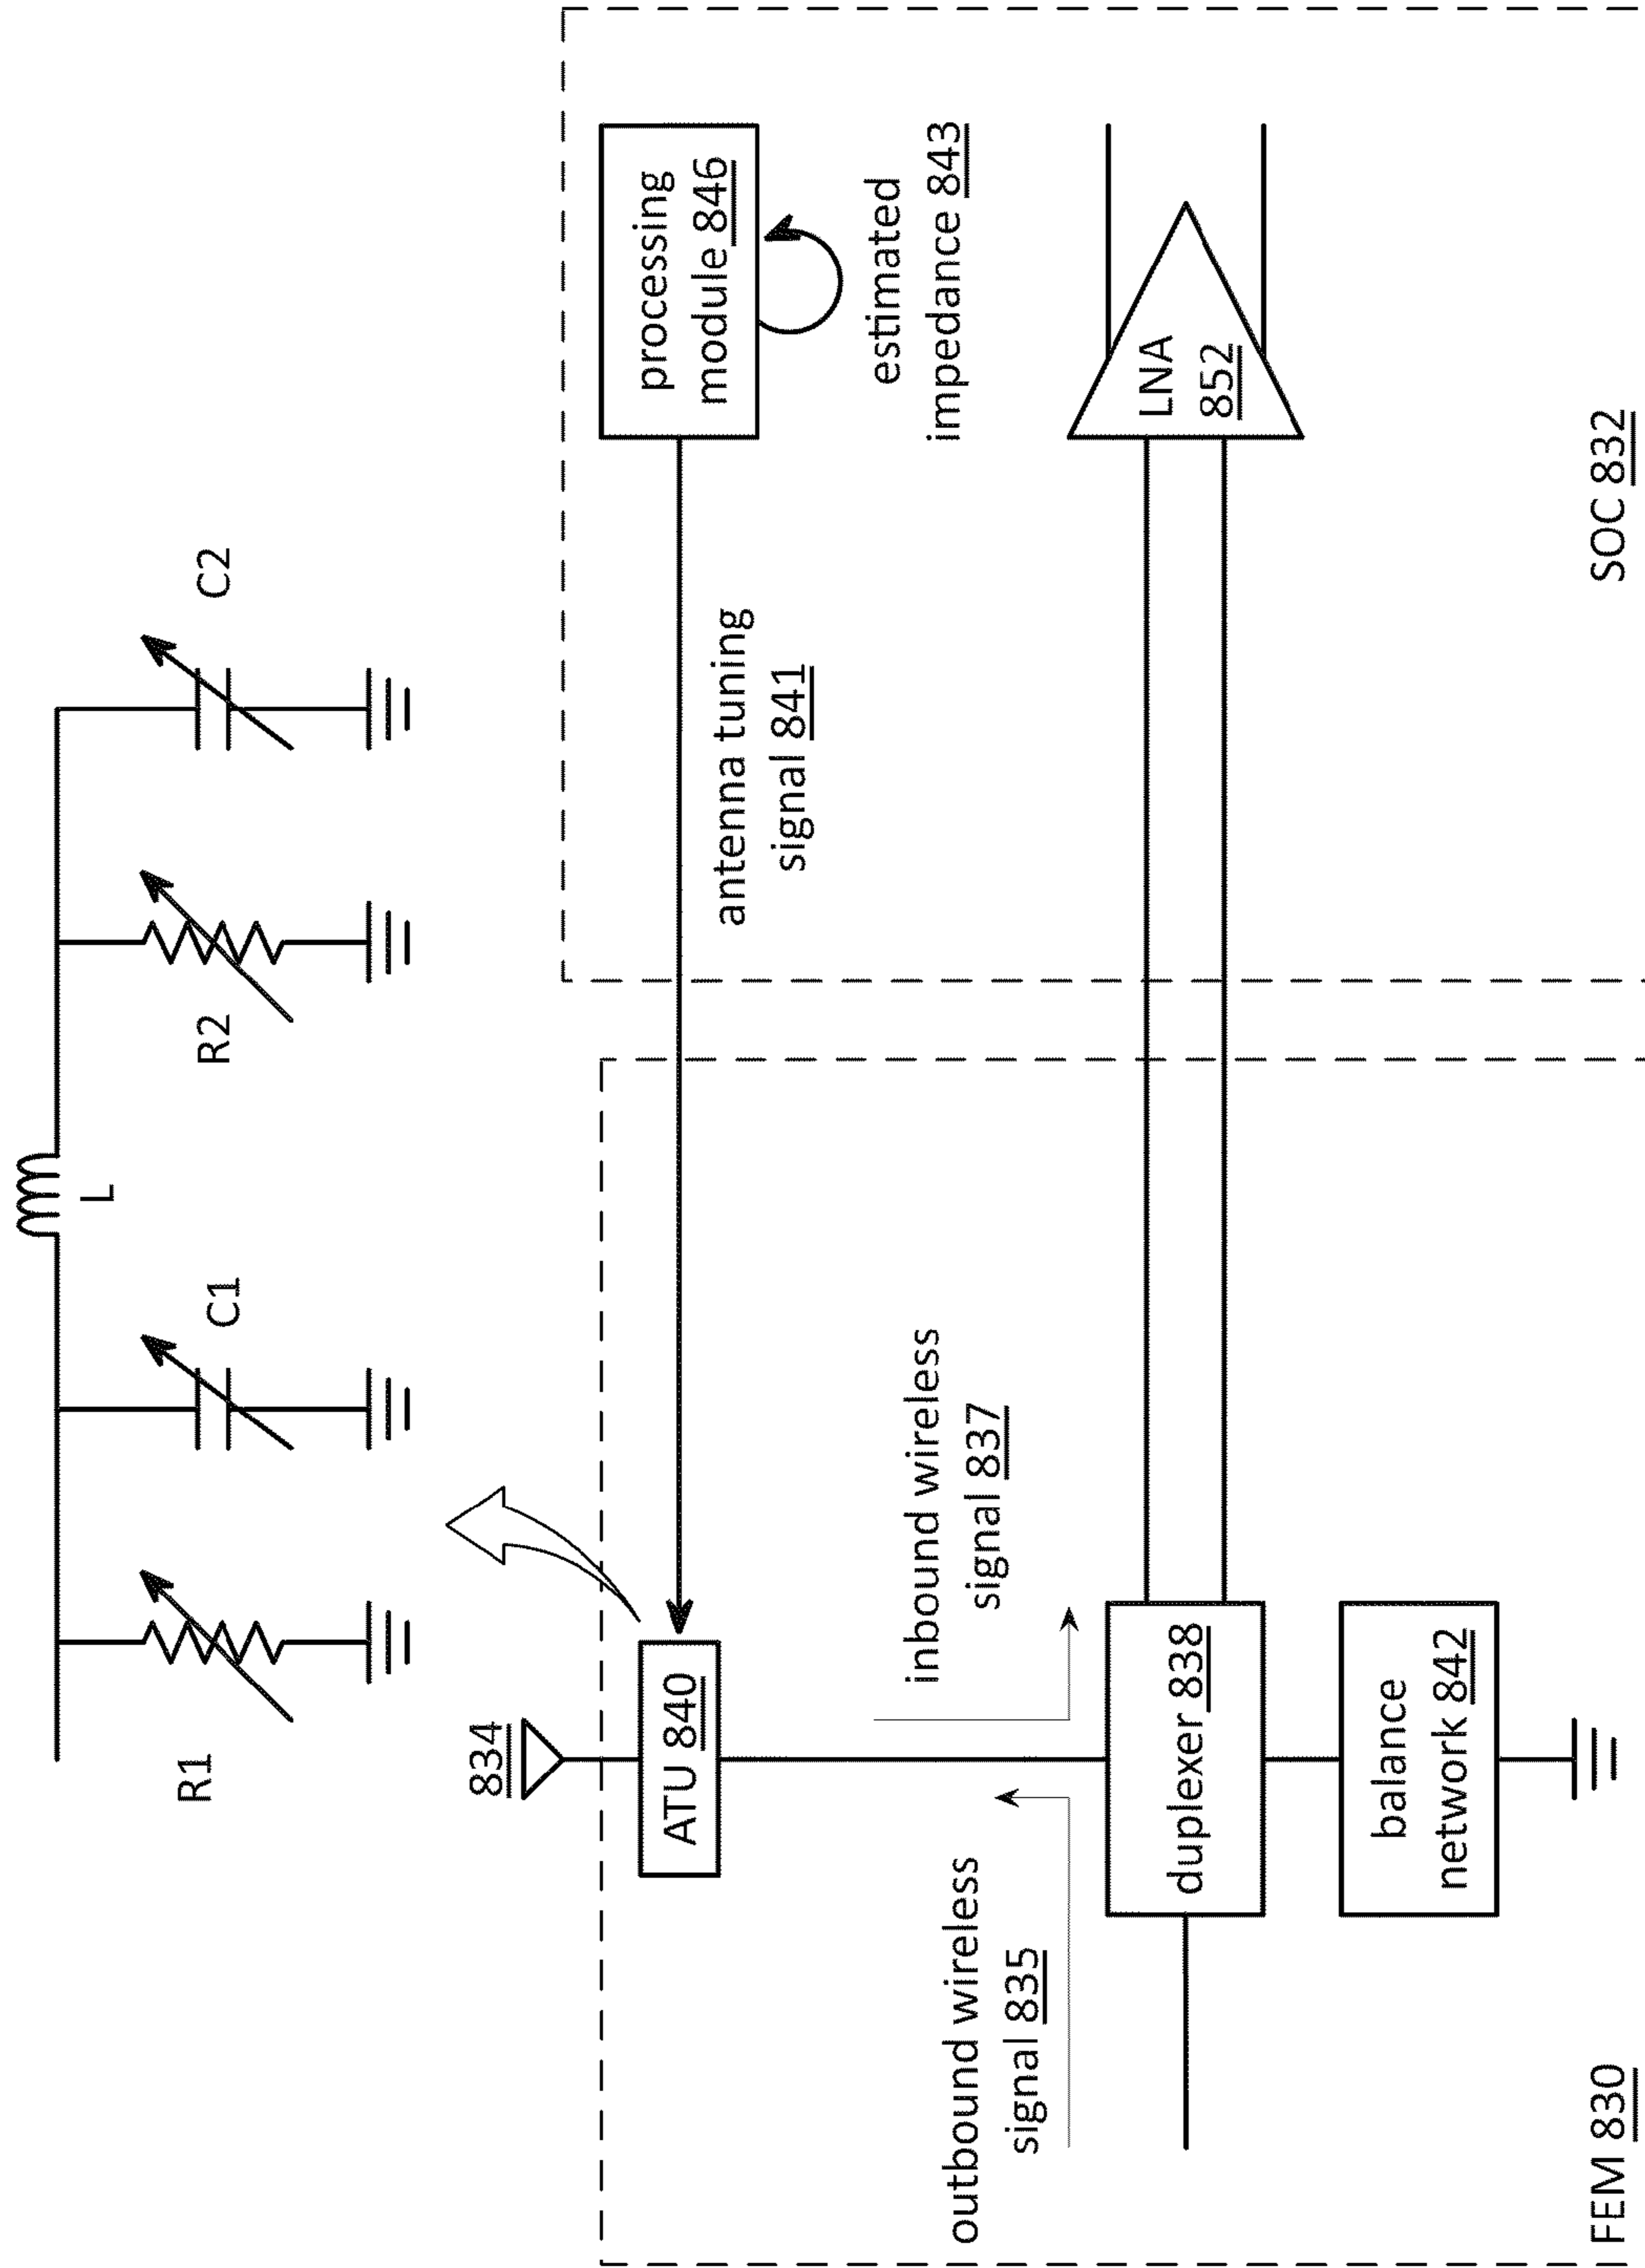 R1
C1
L
R2
C2
834
ATU 840
antenna tuning
signal 841
processing
module 846
estimated
impedance 843
outbound wireless
signal 835
inbound wireless
signal 837
duplexer 838
LNA
852
balance
network 842
FEM 830
SOC 832